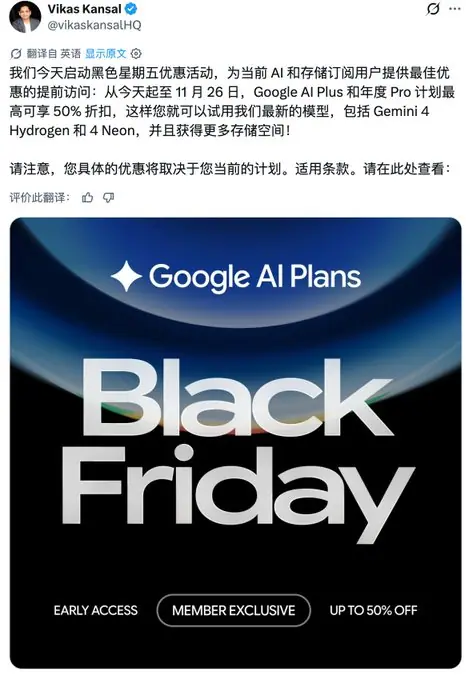 Vikas Kansal
@vikaskansalHQ
翻译自 英语 显示原文
我们今天启动黑色星期五优惠活动，为当前 AI 和存储订阅用户提供最佳优
惠的提前访问：从今天起至 11 月 26 日，Google AI Plus 和年度 Pro 计划最
高可享 50% 折扣，这样您就可以试用我们最新的模型，包括 Gemini 4
Hydrogen 和 4 Neon，并且获得更多存储空间！
请注意，您具体的优惠将取决于您当前的计划。适用条款。请在此处查看：
评价此翻译：
Google AI Plans
Black
Friday
EARLY ACCESS MEMBER EXCLUSIVE UP TO 50% OFF